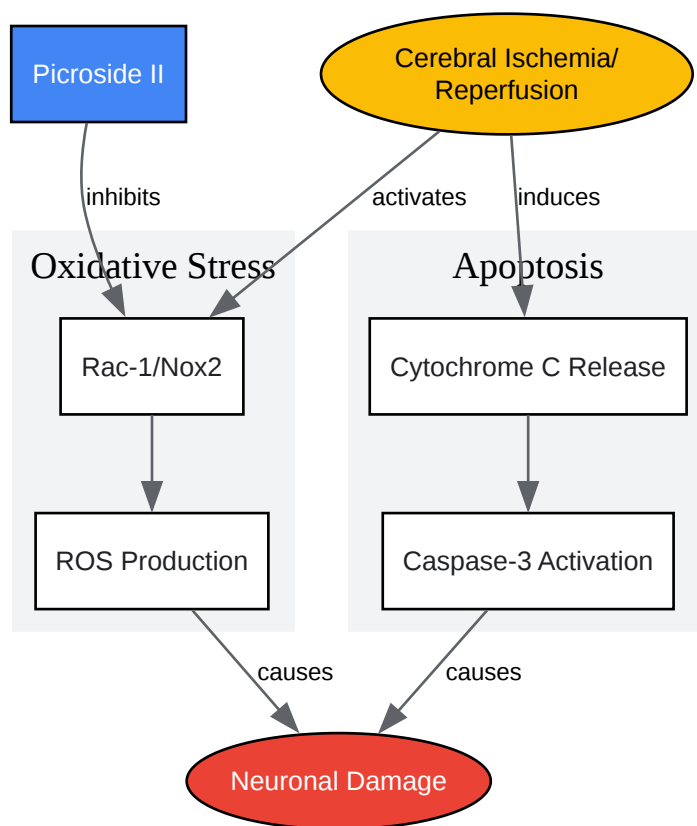 Picroside II
Cerebral Ischemia/
Reperfusion
inhibits
activates
induces
Oxidative Stress
Apoptosis
Rac-1/Nox2
Cytochrome C Release
ROS Production
Caspase-3 Activation
causes
causes
Neuronal Damage